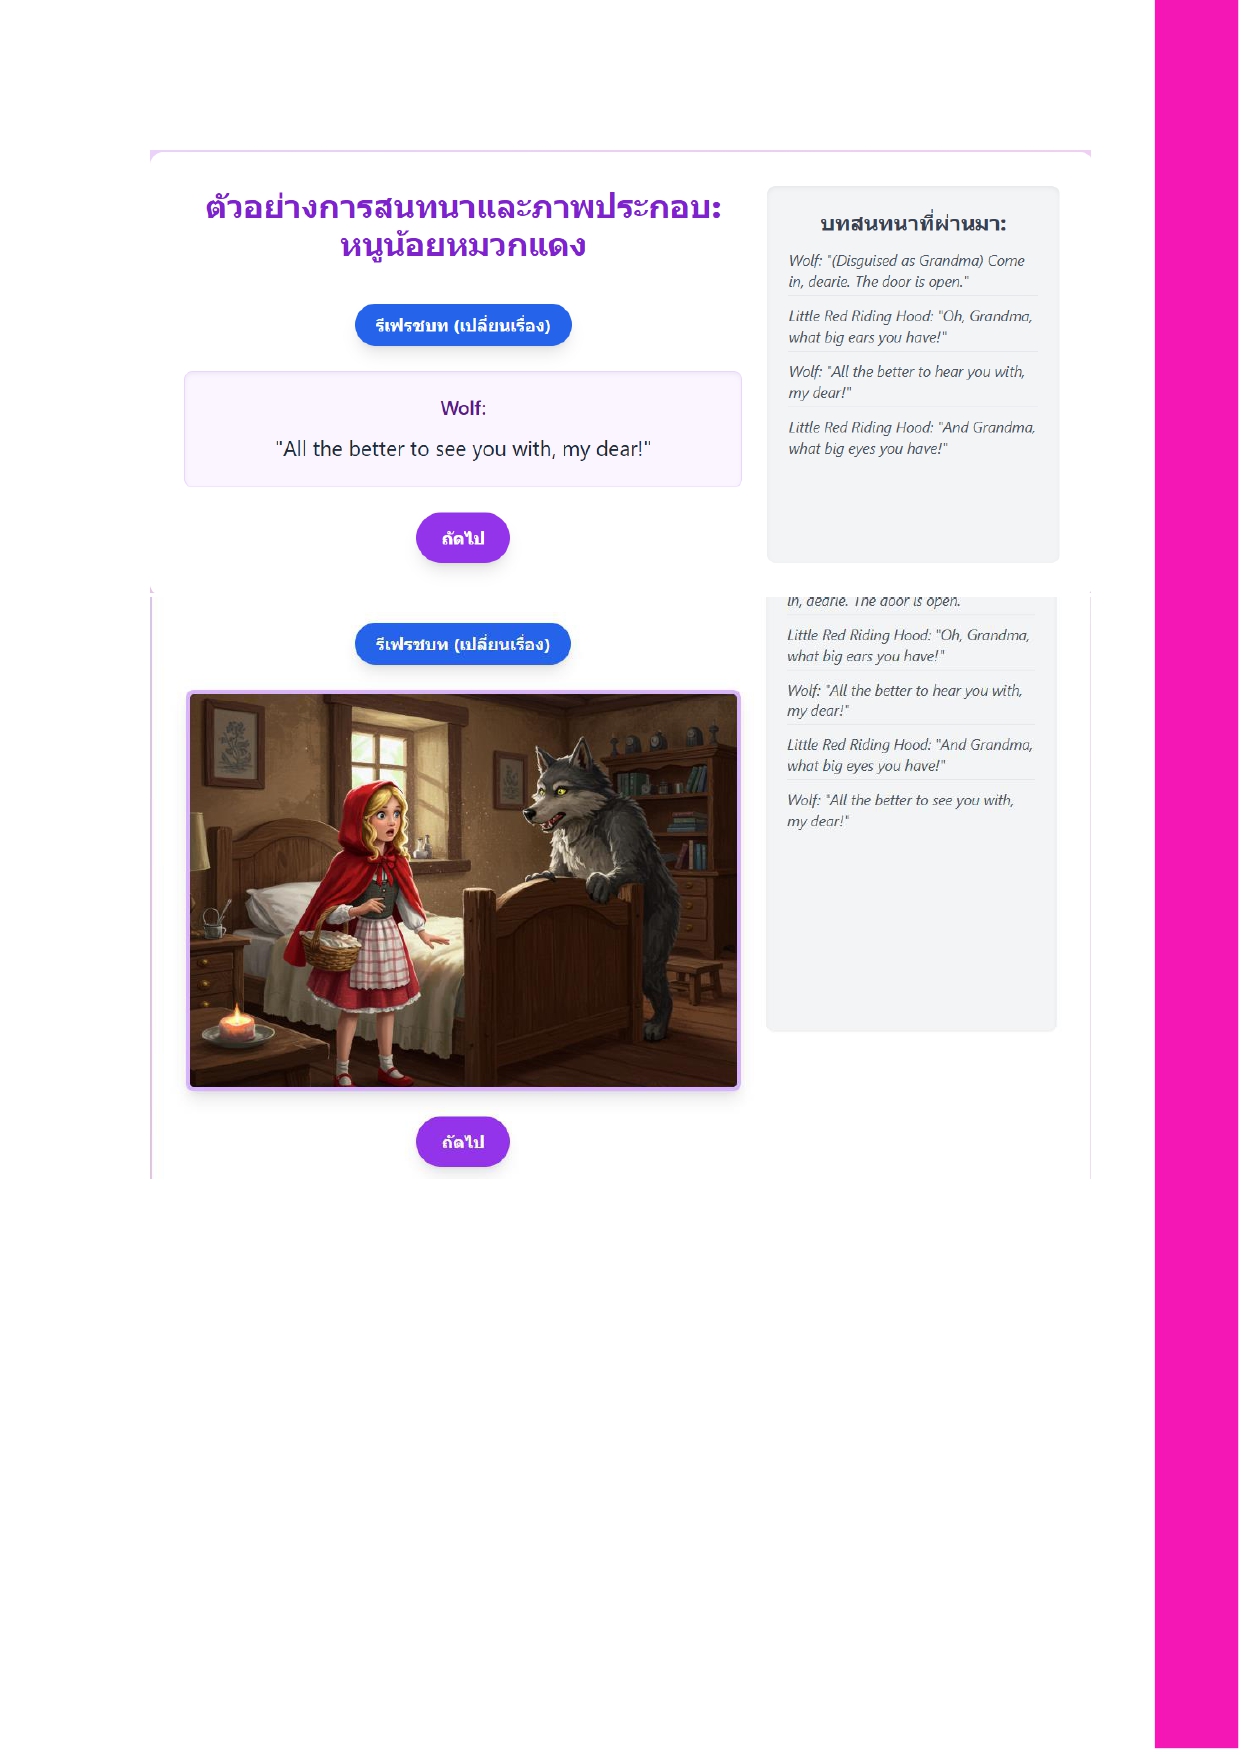 ตัวอย่างการสนทนาและภาพประกอบ:
หนูน้อยหมวกแดง
รีเฟรชบท (เปลี่ยนเรื่อง)
Wolf:
"All the better to see you with, my dear!"
ถัดไป
บทสนทนาที่ผ่านมา:
Wolf: "(Disguised as Grandma) Come
in, dearie. The door is open."
Little Red Riding Hood: "Oh, Grandma,
what big ears you have!"
Wolf: "All the better to hear you with,
my dear!"
Little Red Riding Hood: "And Grandma,
what big eyes you have!"
รีเฟรชบท (เปลี่ยนเรื่อง)
ถัดไป
in, dearie. The door is open.
Little Red Riding Hood: "Oh, Grandma,
what big ears you have!"
Wolf: "All the better to hear you with,
my dear!"
Little Red Riding Hood: "And Grandma,
what big eyes you have!"
Wolf: "All the better to see you with,
my dear!"